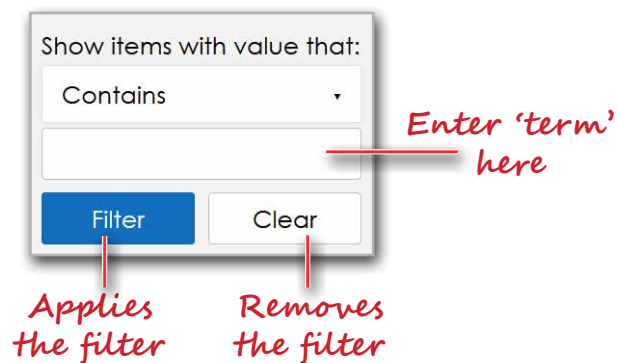 Show items with value that:
Contains
Enter ‘term’
here
Filter
Clear
Applies
the filter
Removes
the filter